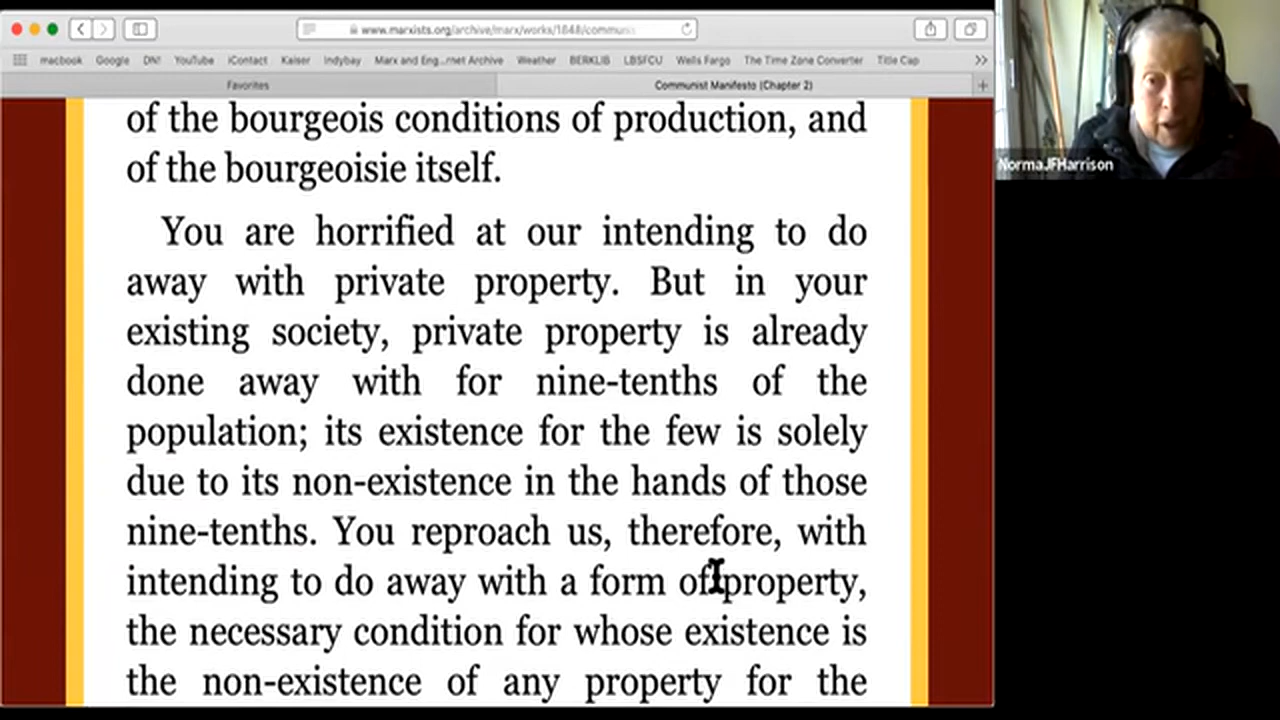 www.marxists.org/archive/marx/works/1848/communis
macbook Google DN! YouTube iContact Kaiser Indybay Marx and Eng...net Archive Weather BERKLIB LBSFCU Wells Fargo The Time Zone Converter Title Cap
Favorites Communist Manifesto (Chapter 2)
of the bourgeois conditions of production, and
of the bourgeoisie itself.
You are horrified at our intending to do
away with private property. But in your
existing society, private property is already
done away with for nine-tenths of the
population; its existence for the few is solely
due to its non-existence in the hands of those
nine-tenths. You reproach us, therefore, with
intending to do away with a form of property,
the necessary condition for whose existence is
the non-existence of any property for the
NormaJFHarrison